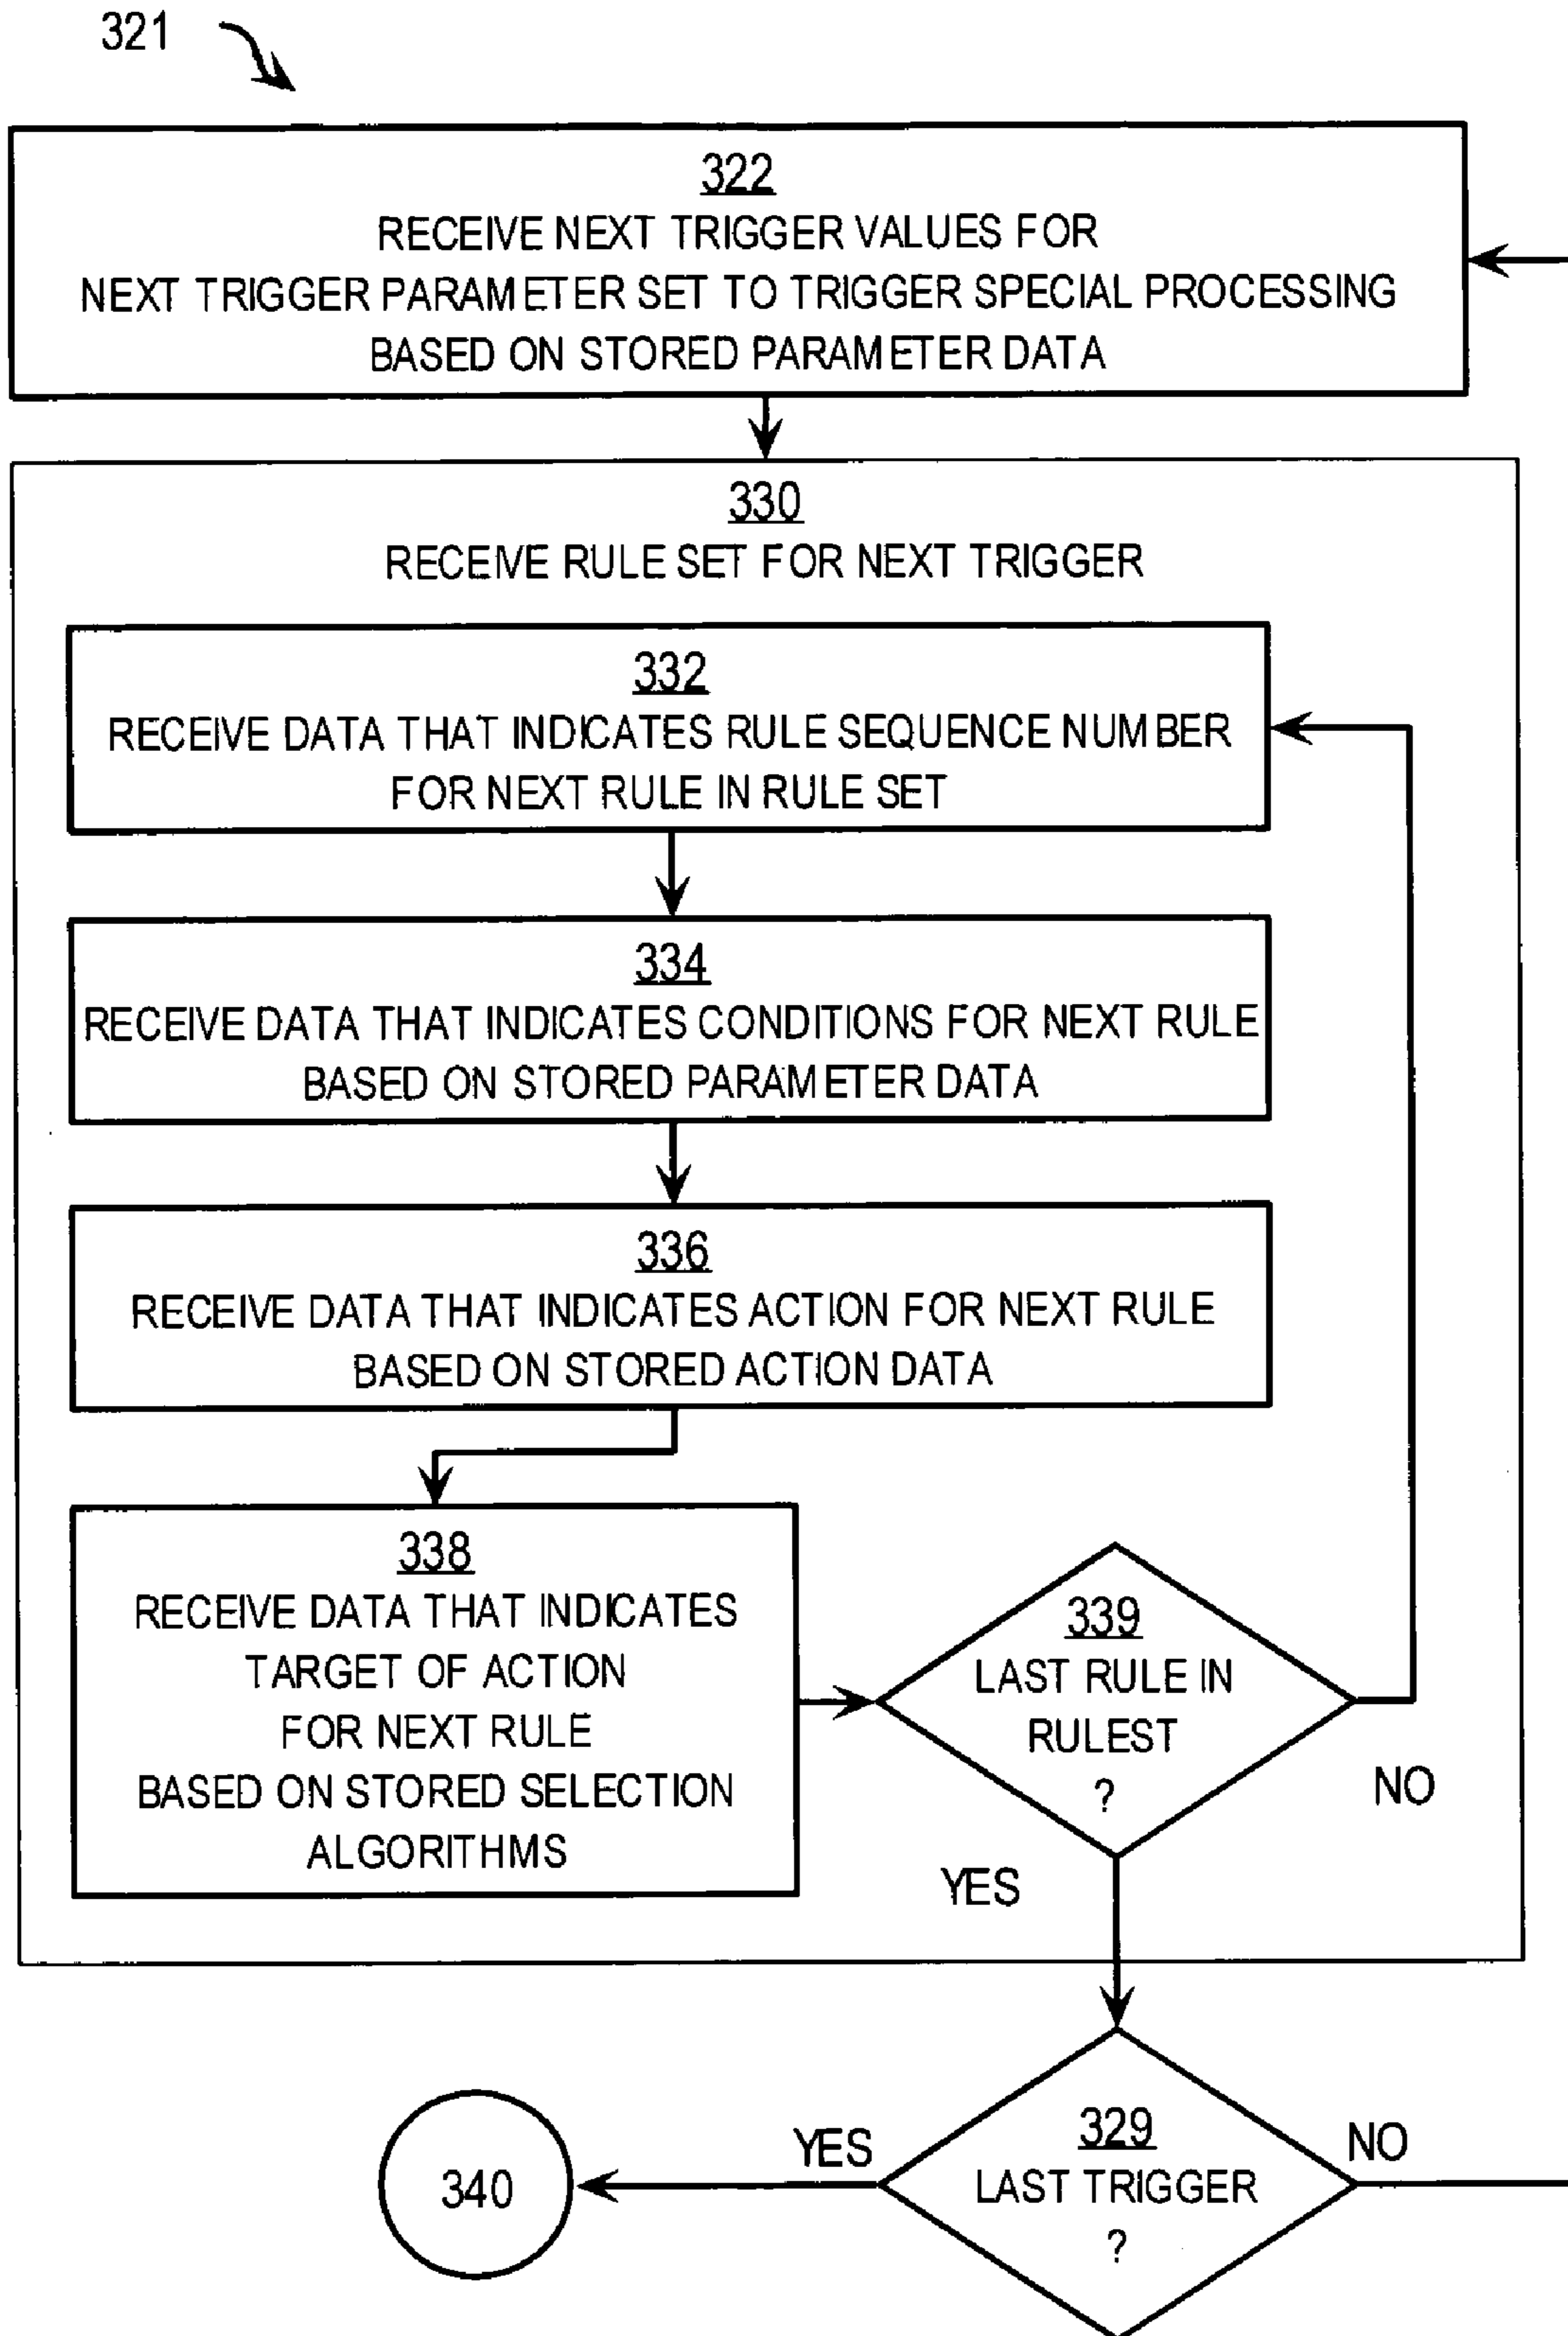 321
322
RECEIVE NEXT TRIGGER VALUES FOR
NEXT TRIGGER PARAMETER SET TO TRIGGER SPECIAL PROCESSING
BASED ON STORED PARAMETER DATA
330
RECEIVE RULE SET FOR NEXT TRIGGER
332
RECEIVE DATA THAT INDICATES RULE SEQUENCE NUMBER
FOR NEXT RULE IN RULE SET
334
RECEIVE DATA THAT INDICATES CONDITIONS FOR NEXT RULE
BASED ON STORED PARAMETER DATA
336
RECEIVE DATA THAT INDICATES ACTION FOR NEXT RULE
BASED ON STORED ACTION DATA
338
RECEIVE DATA THAT INDICATES
TARGET OF ACTION
FOR NEXT RULE
BASED ON STORED SELECTION
ALGORITHMS
339
LAST RULE IN
RULEST
?
NO
YES
329
LAST TRIGGER
?
YES
NO
340